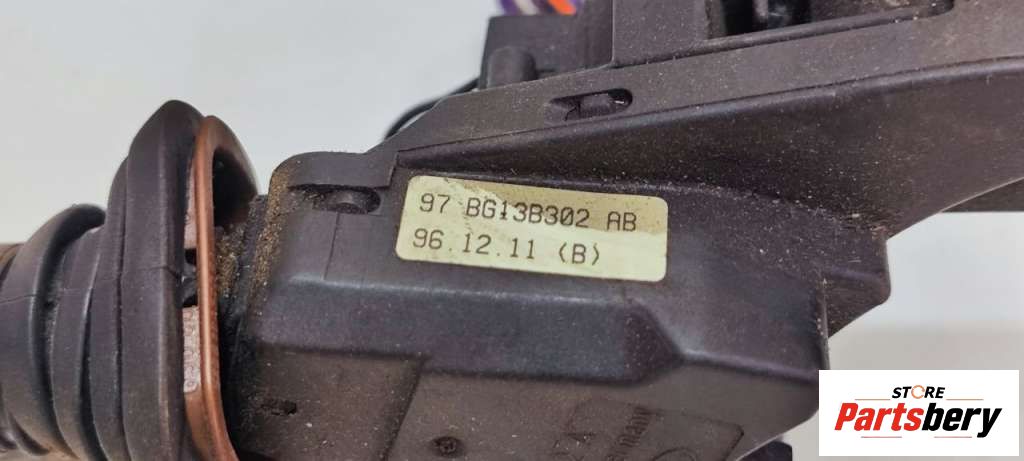 97 BG13B302 AB
96.12.11 (B)
STORE
Partsbery